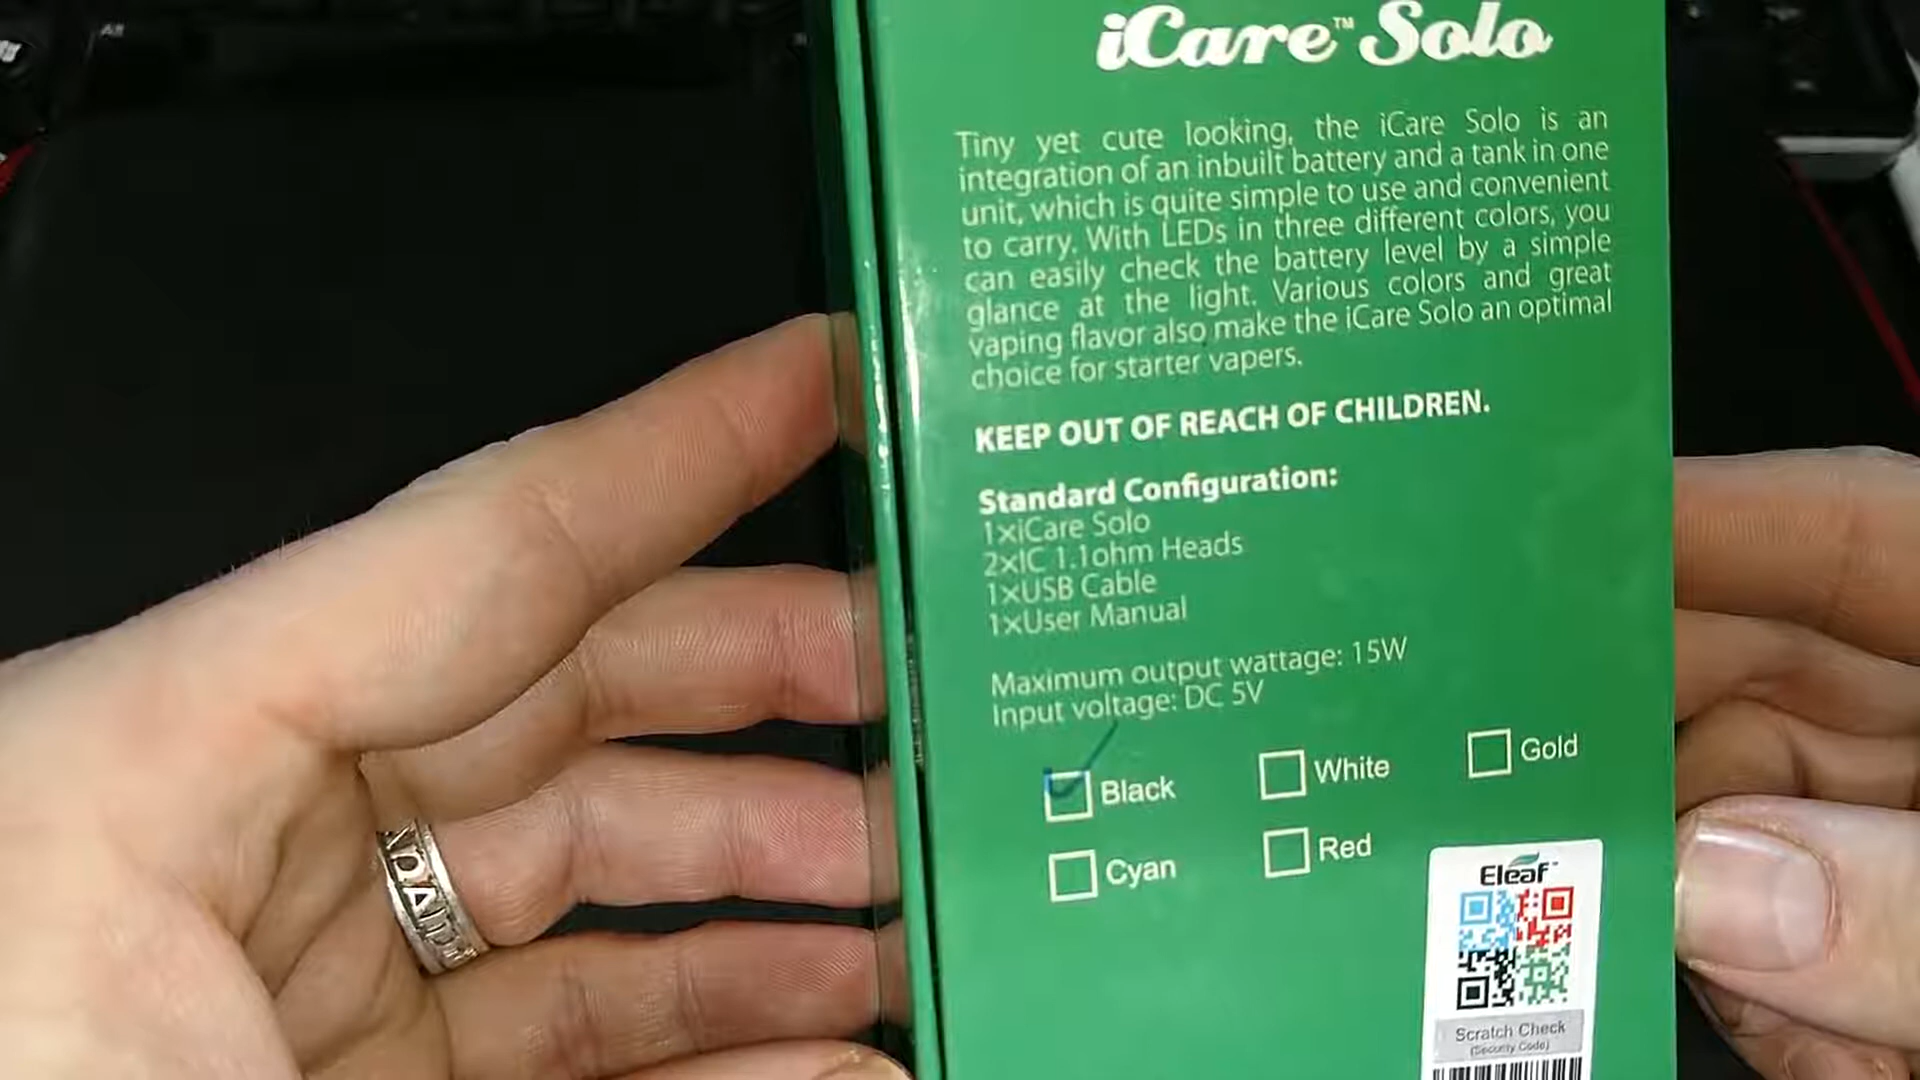 iCare™ Solo
Tiny yet cute looking, the iCare Solo is an
integration of an inbuilt battery and a tank in one
unit, which is quite simple to use and convenient
to carry. With LEDs in three different colors, you
can easily check the battery level by a simple
glance at the light. Various colors and great
vaping flavor also make the iCare Solo an optimal
choice for starter vapers.
KEEP OUT OF REACH OF CHILDREN.
Standard Configuration:
1×iCare Solo
2×IC 1.1ohm Heads
1×USB Cable
1×User Manual
Maximum output wattage: 15W
Input voltage: DC 5V
Black White Gold
Cyan Red
Eleaf™
Scratch Check
(Security Code)